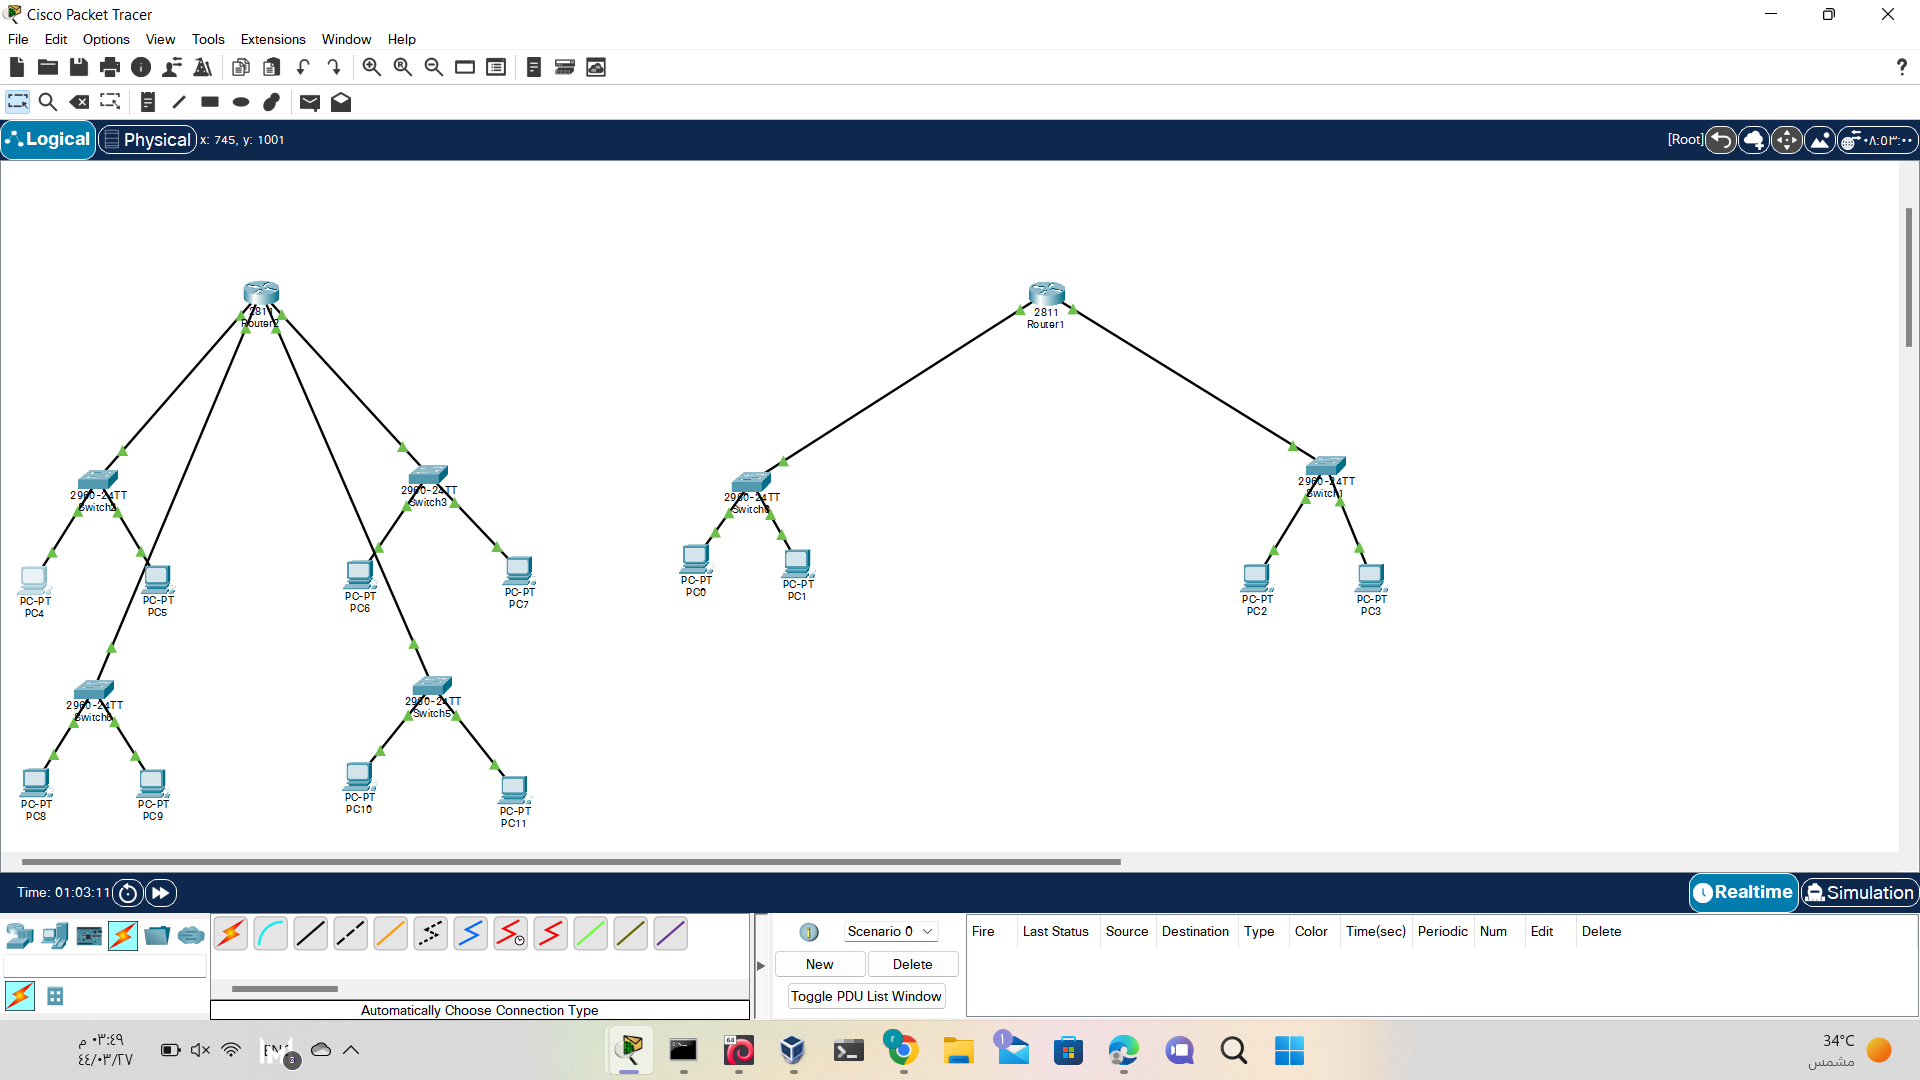 Cisco Packet Tracer
File Edit Options View Tools Extensions Window Help
Logical Physical x: 745, y: 1001 [Root] ٠٨:٥٣:٠٠
2811
Router2
2811
Router1
2960-24TT
Switch2
2960-24TT
Switch3
2960-24TT
2960-24TT
Switch1
PC-PT
PC4
PC-PT
PC5
PC-PT
PC6
PC-PT
PC7
PC-PT
PC0
PC-PT
PC1
PC-PT
PC2
PC-PT
PC3
2960-24TT
2960-24TT
Switch5
PC-PT
PC8
PC-PT
PC9
PC-PT
PC10
PC-PT
PC11
Time: 01:03:11 Realtime Simulation
Scenario 0
New Delete
Toggle PDU List Window
Fire Last Status Source Destination Type Color Time(sec) Periodic Num Edit Delete
Automatically Choose Connection Type
٠٣:٤٩ م
٤٤/٠٣/٢٧
34°C
مشمس